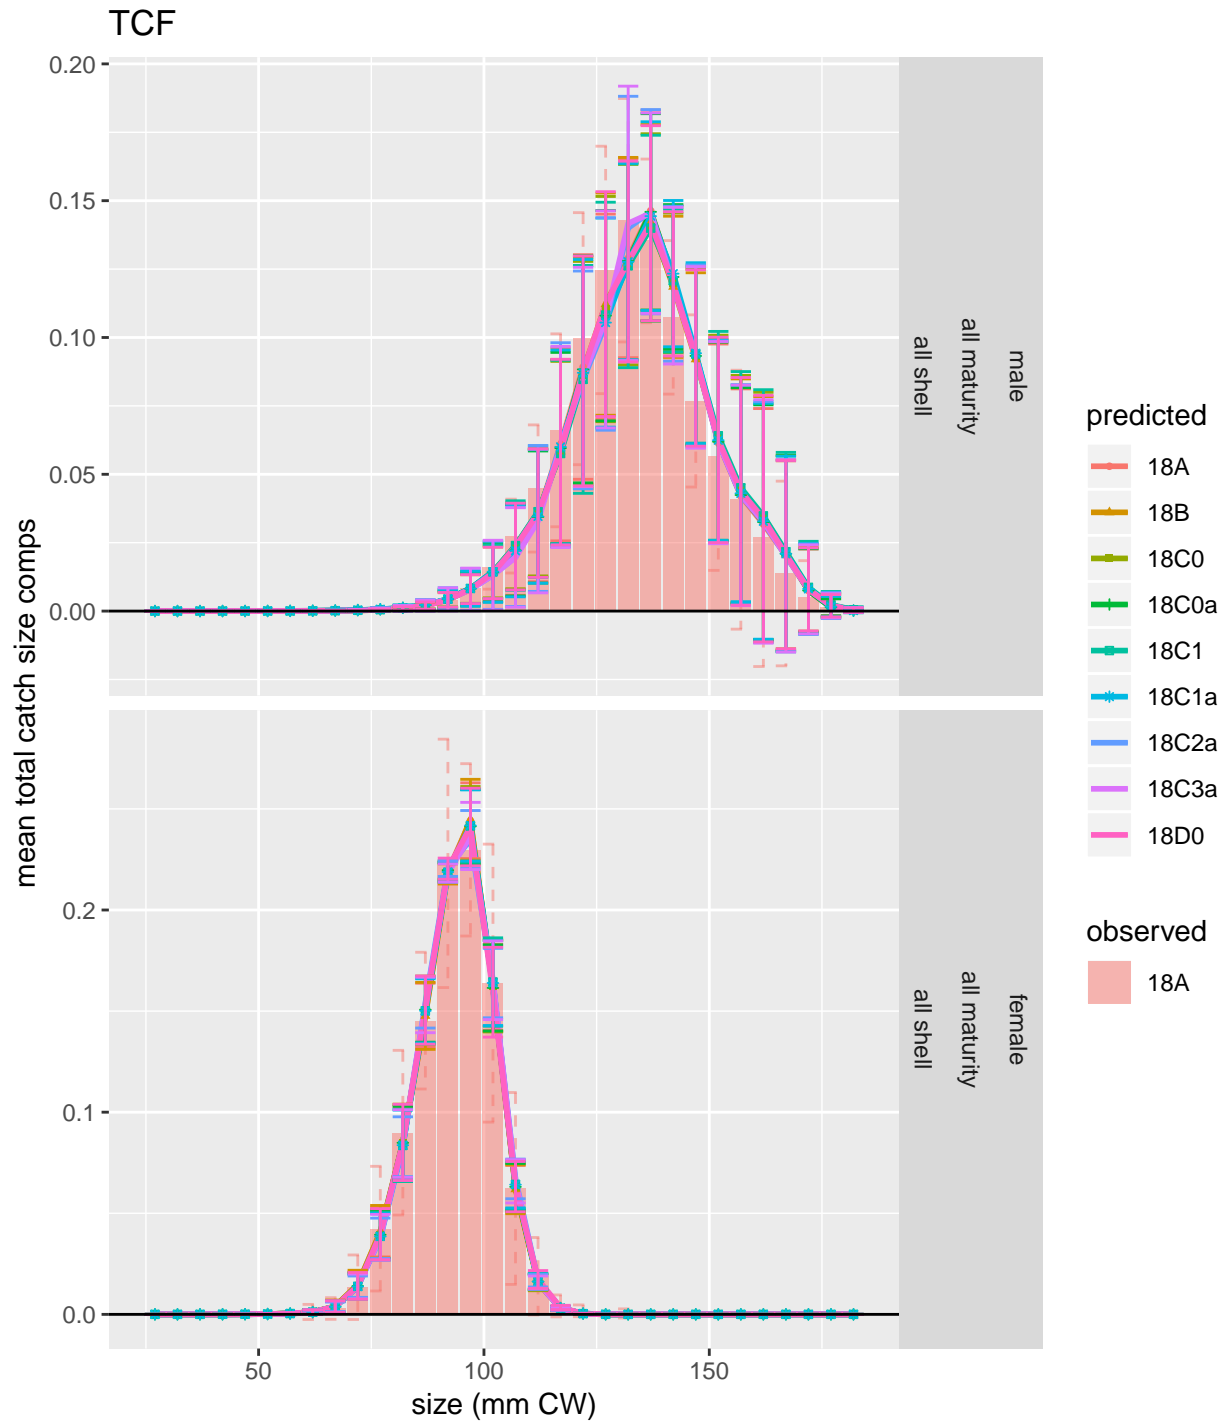 TCF
mean total catch size comps
0.20
0.15
0.10
0.05
0.00
male
all maturity
all shell
0.2
0.1
0.0
female
all maturity
all shell
50
100
150
size (mm CW)
predicted
18A
18B
18C0
18C0a
18C1
18C1a
18C2a
18C3a
18D0
observed
18A